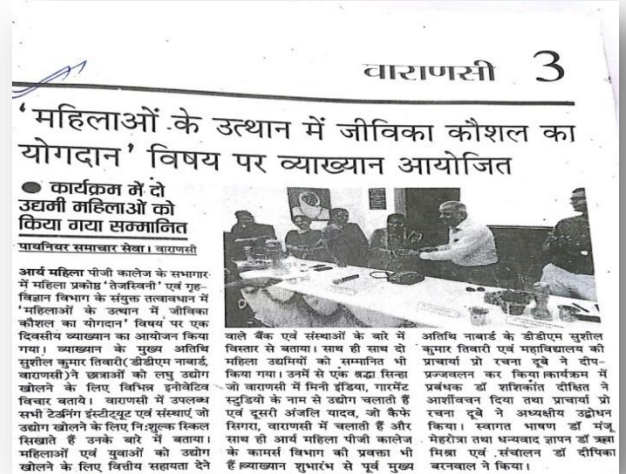 वाराणसी 3
‘महिलाओं के उत्थान में जीविका कौशल का
योगदान’ विषय पर व्याख्यान आयोजित
● कार्यक्रम में दो
उद्यमी महिलाओं को
किया गया सम्मानित
पायनियर समाचार सेवा। वाराणसी
आर्य महिला पीजी कालेज के सभागार
में महिला प्रकोष्ठ 'तेजस्विनी' एवं गृह-
विज्ञान विभाग के संयुक्त तत्वावधान में
'महिलाओं के उत्थान में जीविका
कौशल का योगदान' विषय पर एक
दिवसीय व्याख्यान का आयोजन किया
गया। व्याख्यान के मुख्य अतिथि
सुशील कुमार तिवारी(डीडीएम नाबार्ड,
वाराणसी)ने छात्राओं को लघु उद्योग
खोलने के लिए विभिन्न इनोवेटिव
विचार बताये। वाराणसी में उपलब्ध
सभी टेडनिंग इंस्टीटयूट एवं संस्थाएं जो
उद्योग खोलने के लिए निःशुल्क स्किल
सिखाते हैं उनके बारे में बताया।
महिलाओं एवं युवाओं को उद्योग
खोलने के लिए वित्तीय सहायता देने
वाले बैंक एवं संस्थाओं के बारे में
विस्तार से बताया। साथ ही साथ दो
महिला उद्यमियों को सम्मानित भी
किया गया। उनमें से एक श्रद्धा सिन्हा
जो वाराणसी में मिनी इंडिया, गारमेंट
स्टुडियो के नाम से उद्योग चलाती हैं
एवं दूसरी अंजलि यादव, जो कैफे
सिगरा, वाराणसी में चलाती हैं और
साथ ही आर्य महिला पीजी कालेज
के कामर्स विभाग की प्रवक्ता भी
हैं।व्याख्यान शुभारंभ से पूर्व मुख्य
अतिथि नाबार्ड के डीडीएम सुशील
कुमार तिवारी एवं महाविद्यालय की
प्राचार्या प्रो रचना दूबे ने दीप-
प्रज्जवलन कर किया।कार्यक्रम में
प्रबंधक डॉ शशिकांत दीक्षित ने
आर्शीवचन दिया तथा प्राचार्या प्रो
रचना दूबे ने अध्यक्षीय उद्बोधन
किया। स्वागत भाषण डॉ मंजू
मेहरोत्रा तथा धन्यवाद ज्ञापन डॉ ऋचा
मिश्रा एवं संचालन डॉ दीपिका
बरनवाल ने किया।